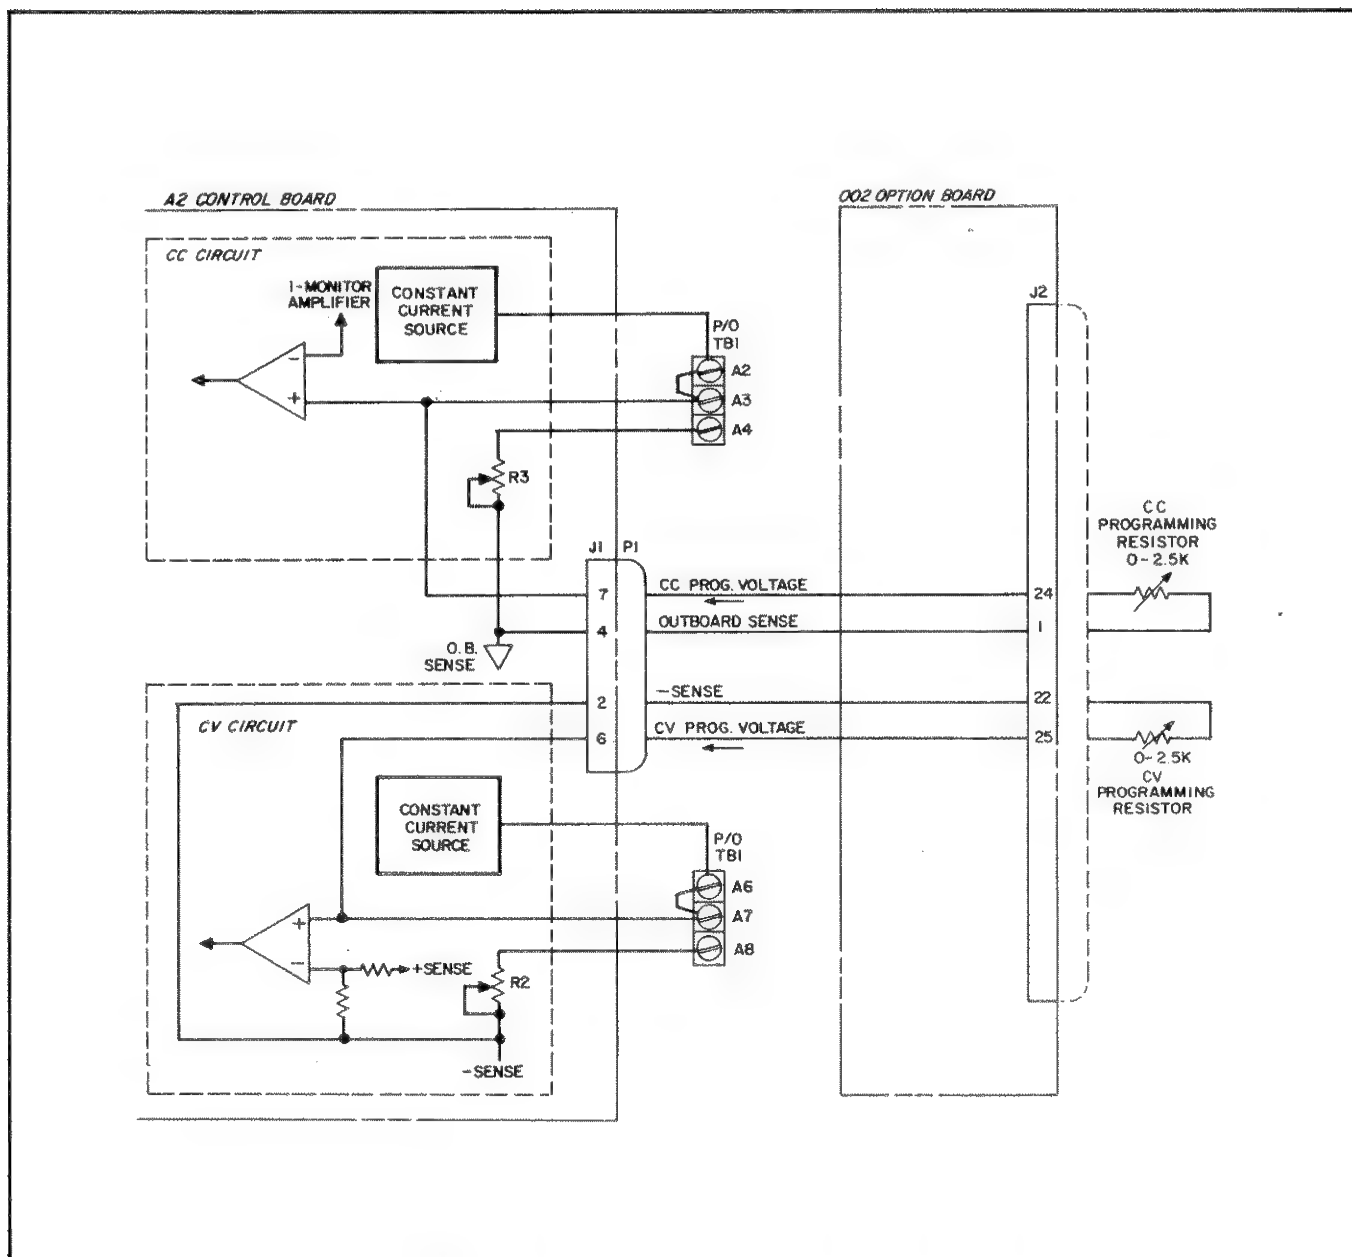 A2 CONTROL BOARD
CC CIRCUIT
I-MONITOR
AMPLIFIER
CONSTANT
CURRENT
SOURCE
-
+
R3
P/O
TB1
A2
A3
A4
002 OPTION BOARD
J2
CC
PROGRAMMING
RESISTOR
0-2.5K
J1 P1
7
CC PROG. VOLTAGE
24
4
OUTBOARD SENSE
1
O.B.
SENSE
2
-SENSE
22
6
CV PROG. VOLTAGE
25
0-2.5K
CV
PROGRAMMING
RESISTOR
CV CIRCUIT
CONSTANT
CURRENT
SOURCE
P/O
TB1
A6
A7
A8
+
-
+SENSE
R2
-SENSE